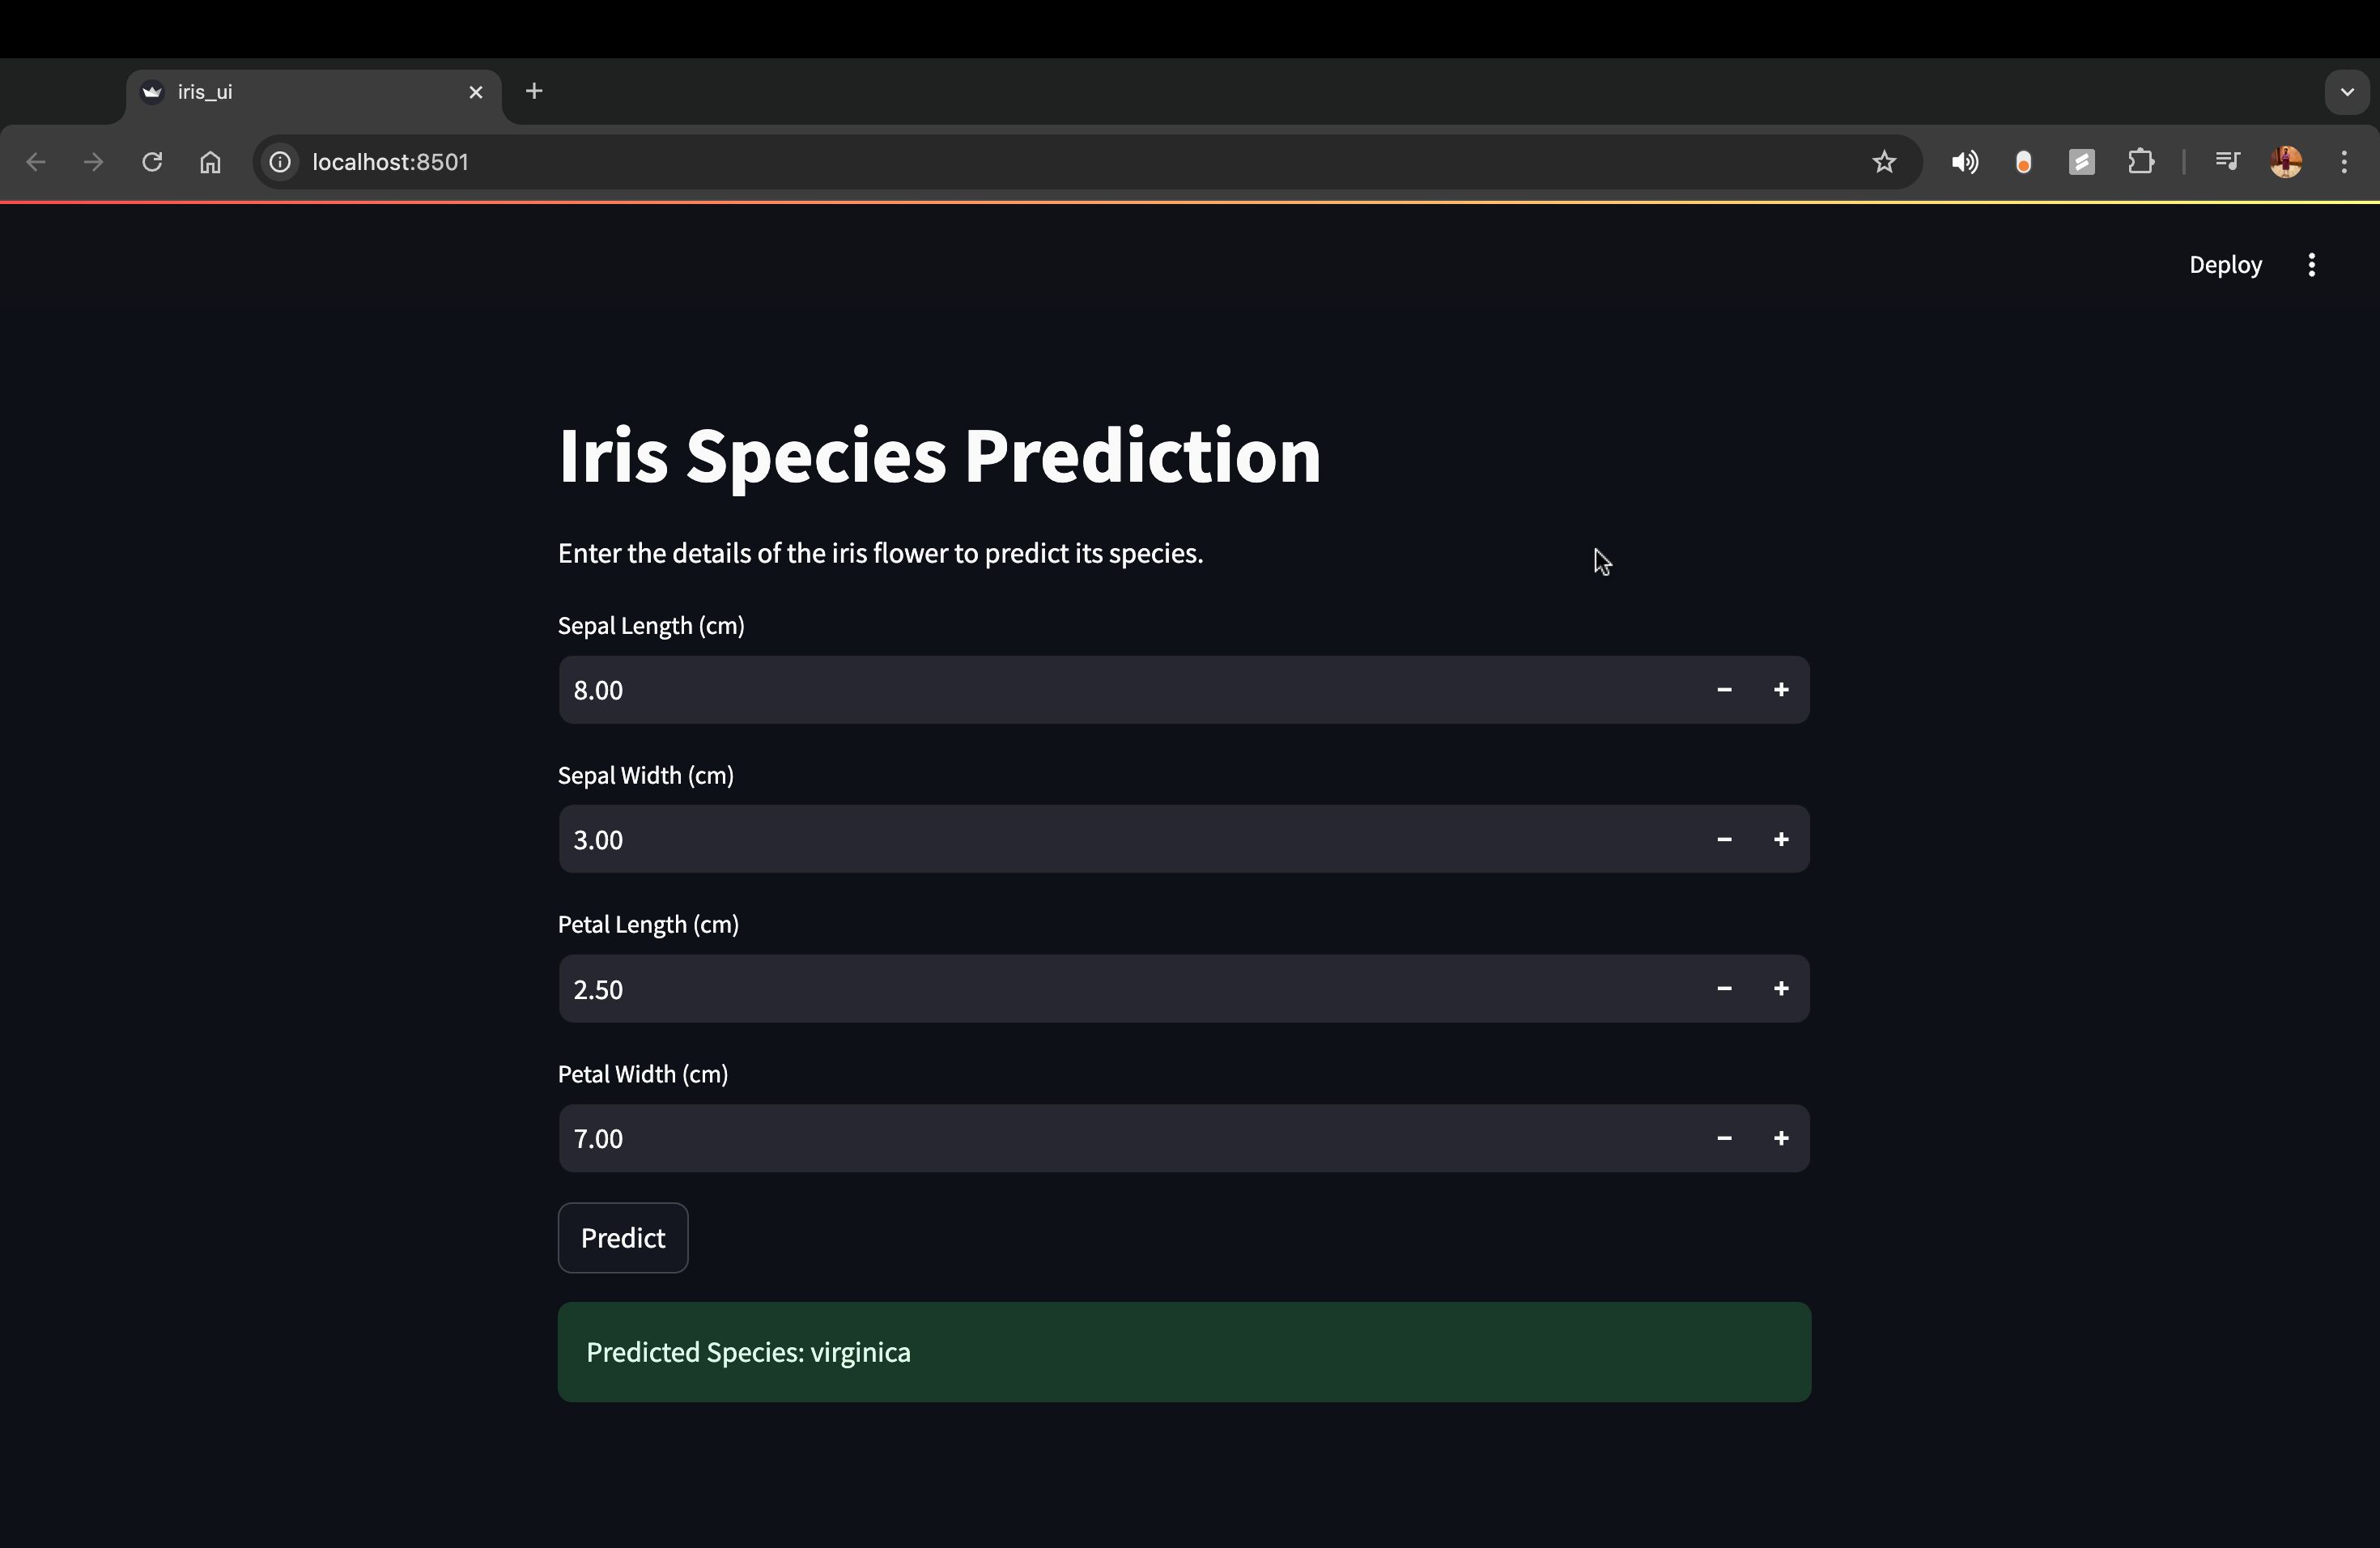 iris_ui
localhost:8501
Deploy
Iris Species Prediction
Enter the details of the iris flower to predict its species.
Sepal Length (cm)
8.00
Sepal Width (cm)
3.00
Petal Length (cm)
2.50
Petal Width (cm)
7.00
Predict
Predicted Species: virginica